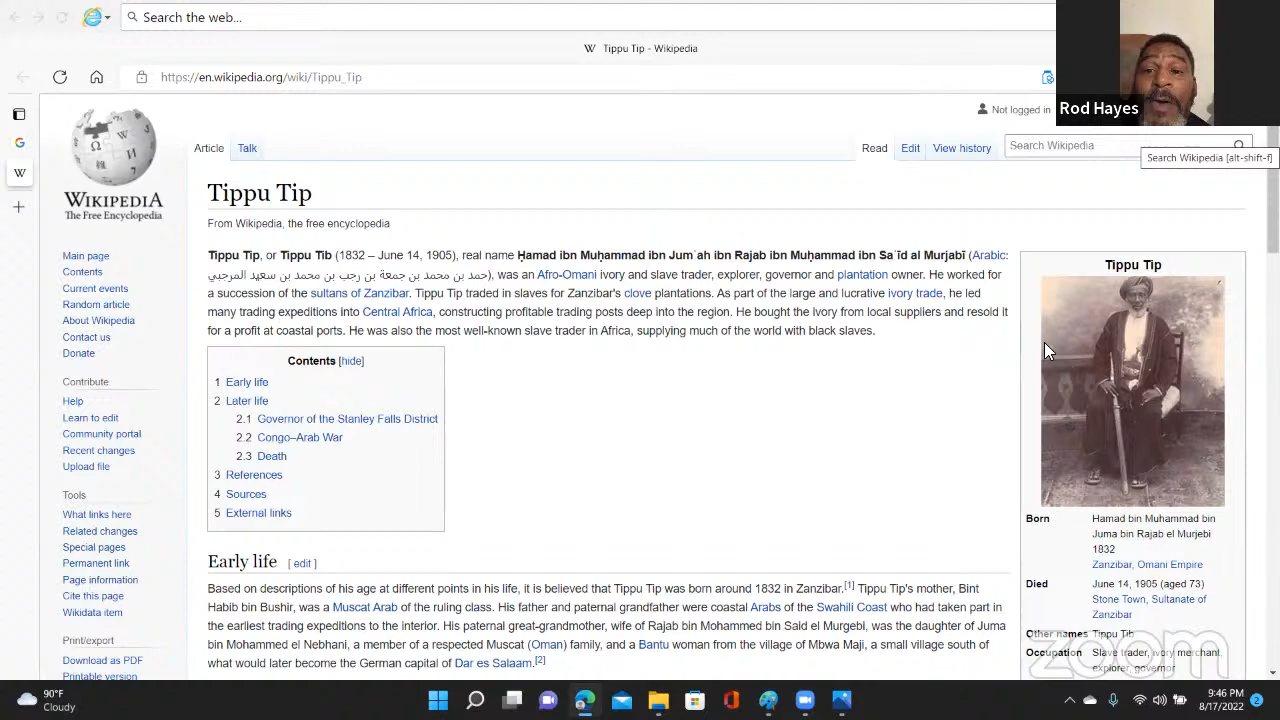 Search the web...
Tippu Tip - Wikipedia
https://en.wikipedia.org/wiki/Tippu_Tip
Rod Hayes
Not logged in
Article Talk
Read Edit View history
Search Wikipedia
Search Wikipedia [alt-shift-f]
WIKIPEDIA
The Free Encyclopedia
Main page
Contents
Current events
Random article
About Wikipedia
Contact us
Donate
Contribute
Help
Learn to edit
Community portal
Recent changes
Upload file
Tools
What links here
Related changes
Special pages
Permanent link
Page information
Cite this page
Wikidata item
Print/export
Download as PDF
Printable version
Tippu Tip
From Wikipedia, the free encyclopedia
Tippu Tip, or Tippu Tib (1832 – June 14, 1905), real name Ḥamad ibn Muḥammad ibn Jumʿah ibn Rajab ibn Muḥammad ibn Saʿīd al Murjabī (Arabic:
حمد بن محمد بن جمعة بن رجب بن محمد بن سعيد المرجبي), was an Afro-Omani ivory and slave trader, explorer, governor and plantation owner. He worked for
a succession of the sultans of Zanzibar. Tippu Tip traded in slaves for Zanzibar's clove plantations. As part of the large and lucrative ivory trade, he led
many trading expeditions into Central Africa, constructing profitable trading posts deep into the region. He bought the ivory from local suppliers and resold it
for a profit at coastal ports. He was also the most well-known slave trader in Africa, supplying much of the world with black slaves.
Contents [hide]
1 Early life
2 Later life
2.1 Governor of the Stanley Falls District
2.2 Congo–Arab War
2.3 Death
3 References
4 Sources
5 External links
Early life [ edit ]
Based on descriptions of his age at different points in his life, it is believed that Tippu Tip was born around 1832 in Zanzibar.[1] Tippu Tip's mother, Bint
Habib bin Bushir, was a Muscat Arab of the ruling class. His father and paternal grandfather were coastal Arabs of the Swahili Coast who had taken part in
the earliest trading expeditions to the interior. His paternal great-grandmother, wife of Rajab bin Mohammed bin Said el Murgebi, was the daughter of Juma
bin Mohammed el Nebhani, a member of a respected Muscat (Oman) family, and a Bantu woman from the village of Mbwa Maji, a small village south of
what would later become the German capital of Dar es Salaam.[2]
Tippu Tip
Born Hamad bin Muhammad bin
Juma bin Rajab el Murjebi
1832
Zanzibar, Omani Empire
Died June 14, 1905 (aged 73)
Stone Town, Sultanate of
Zanzibar
Other names Tippu Tib
Occupation Slave trader, ivory merchant,
explorer, governor
zoom
90°F
Cloudy
9:46 PM
8/17/2022
2